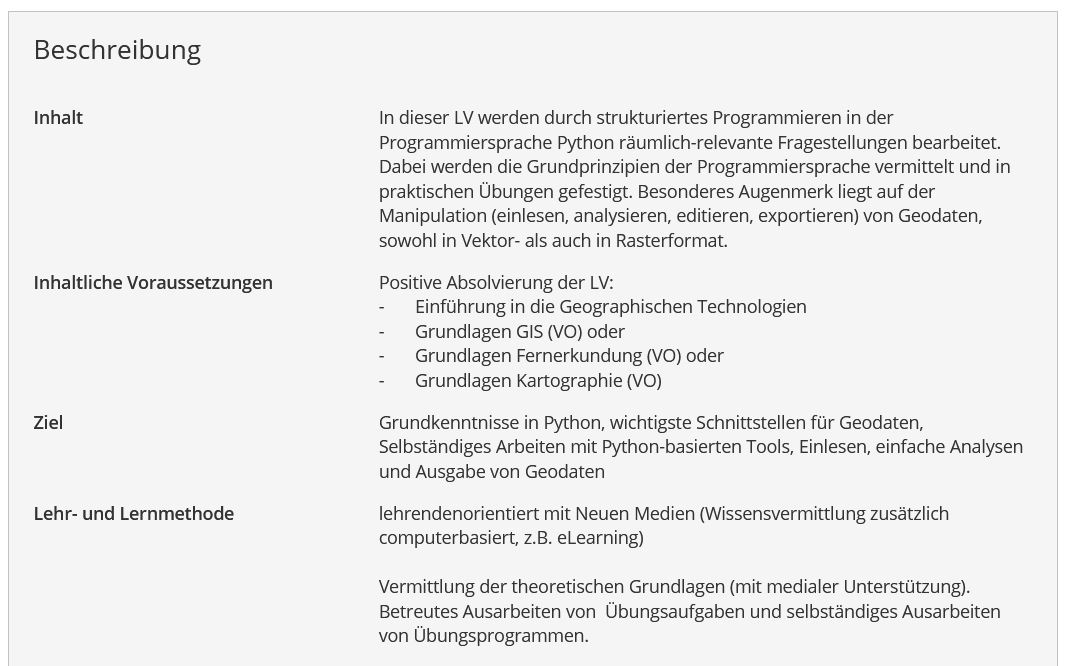 Beschreibung
Inhalt
In dieser LV werden durch strukturiertes Programmieren in der
Programmiersprache Python räumlich-relevante Fragestellungen bearbeitet.
Dabei werden die Grundprinzipien der Programmiersprache vermittelt und in
praktischen Übungen gefestigt. Besonderes Augenmerk liegt auf der
Manipulation (einlesen, analysieren, editieren, exportieren) von Geodaten,
sowohl in Vektor- als auch in Rasterformat.
Inhaltliche Voraussetzungen
Positive Absolvierung der LV:
- Einführung in die Geographischen Technologien
- Grundlagen GIS (VO) oder
- Grundlagen Fernerkundung (VO) oder
- Grundlagen Kartographie (VO)
Ziel
Grundkenntnisse in Python, wichtigste Schnittstellen für Geodaten,
Selbständiges Arbeiten mit Python-basierten Tools, Einlesen, einfache Analysen
und Ausgabe von Geodaten
Lehr- und Lernmethode
lehrendenorientiert mit Neuen Medien (Wissensvermittlung zusätzlich
computerbasiert, z.B. eLearning)
Vermittlung der theoretischen Grundlagen (mit medialer Unterstützung).
Betreutes Ausarbeiten von  Übungsaufgaben und selbständiges Ausarbeiten
von Übungsprogrammen.